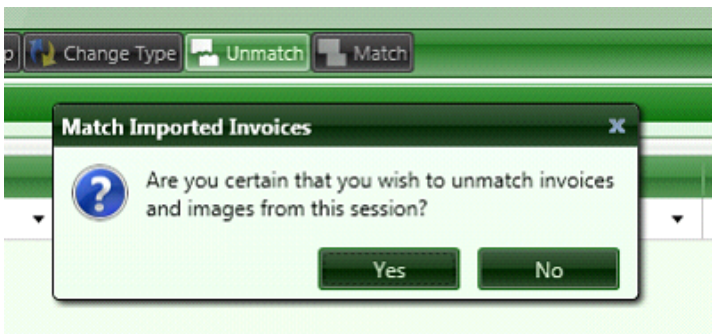 p Change Type Unmatch Match
Match Imported Invoices
Are you certain that you wish to unmatch invoices
and images from this session?
Yes No